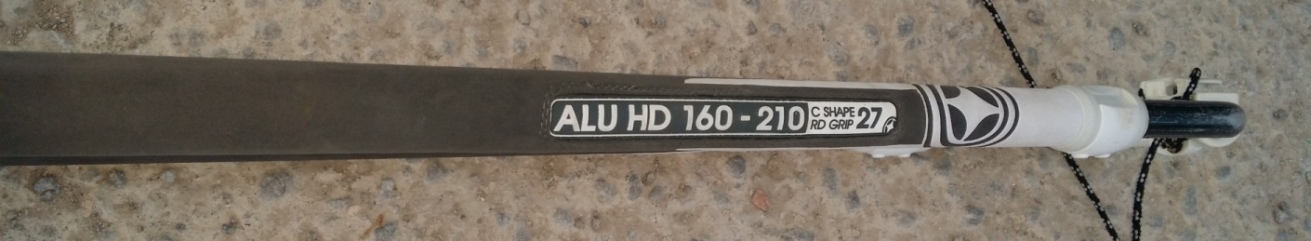 ALU HD 160 - 210
C SHAPE
RD GRIP
27